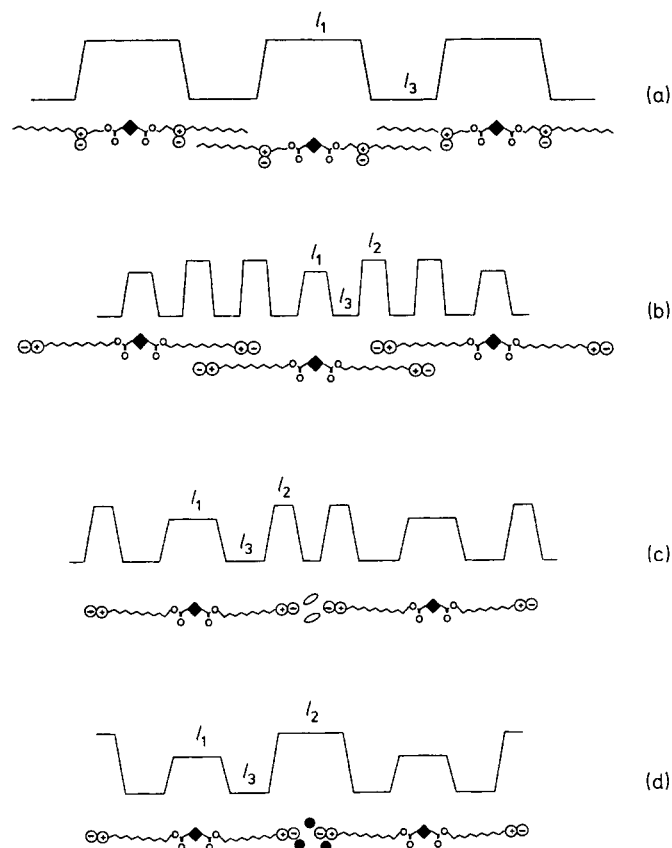 l1
l3
(a)
O O O O
+ + + + + +
− − − − − −
O O O O O O
l1 l2
l3
(b)
− + O O + − − + O O + −
O O O O
− + O O + −
O O
l1 l2
l3
(c)
+ O O + − − + O O + −
O O O O
l2
l1
l3
(d)
− + O O + − − + O O + −
O O O O